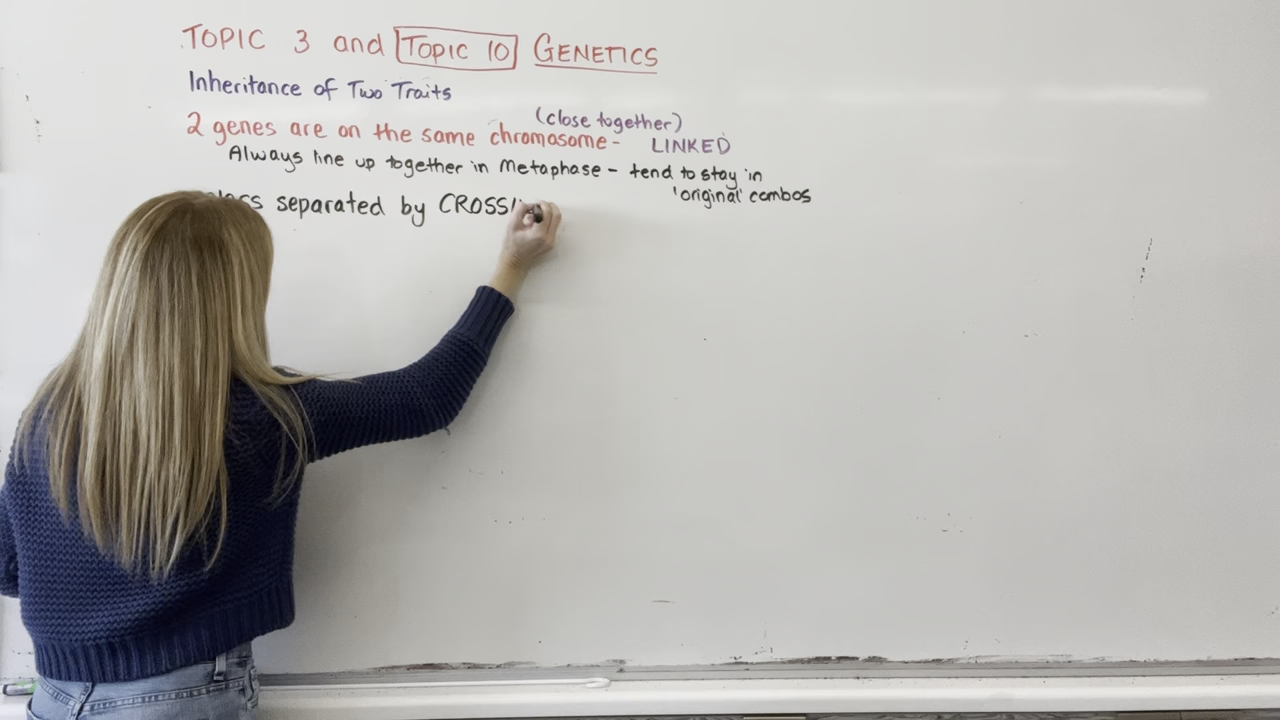 TOPIC 3 and TOPIC 10 GENETICS
Inheritance of Two Traits
(close together)
2 genes are on the same chromosome - LINKED
Always line up together in Metaphase - tend to stay in
'original' combos
separated by